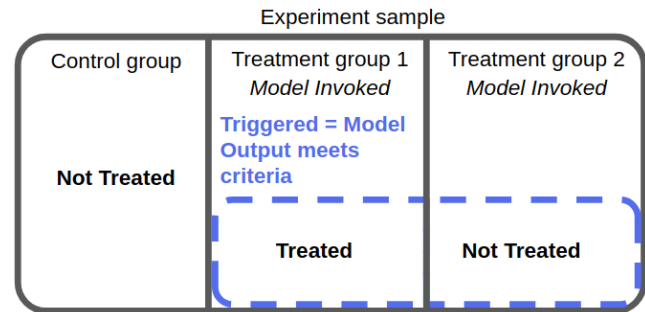 Experiment sample
Control group
Not Treated
Treatment group 1
Model Invoked
Triggered = Model
Output meets
criteria
Treated
Treatment group 2
Model Invoked
Not Treated